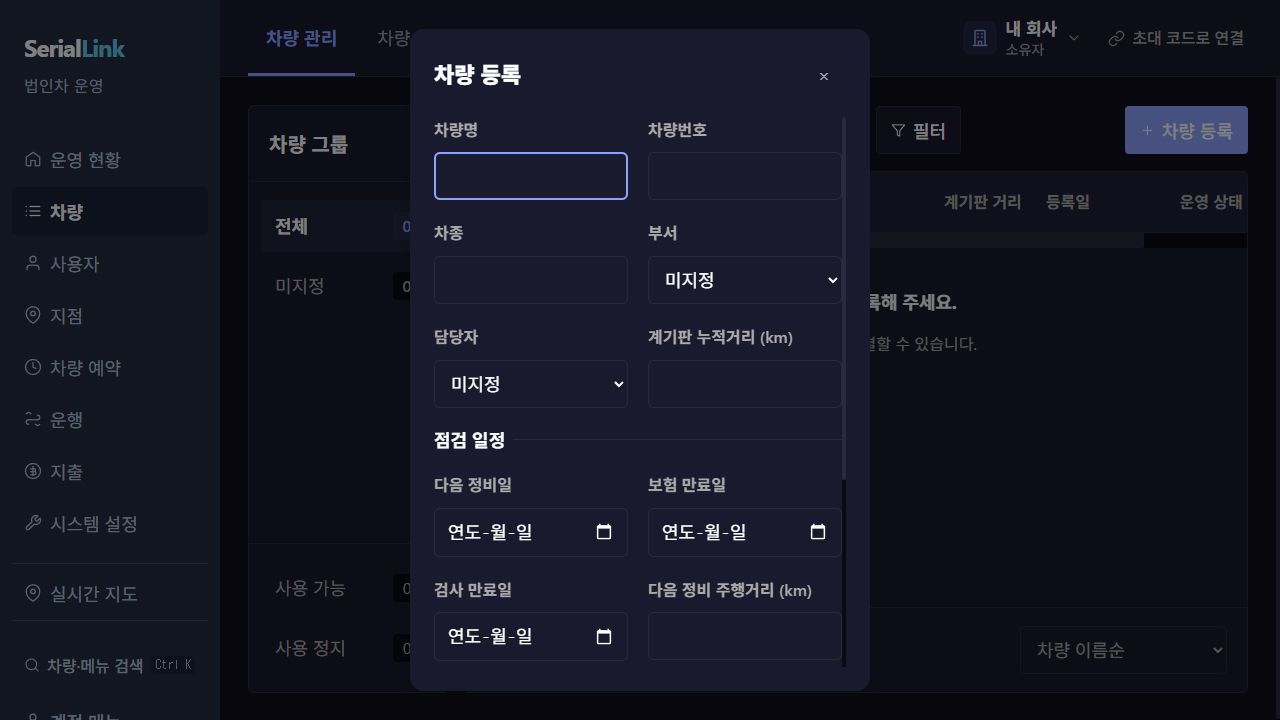 SerialLink
법인차 운영
운영 현황
차량
사용자
지점
차량 예약
운행
지출
시스템 설정
실시간 지도
차량·메뉴 검색 Ctrl K
차량 관리
차량
내 회사
소유자
초대 코드로 연결
차량 그룹
전체 0
미지정 0
사용 가능 0
사용 정지 0
필터
+ 차량 등록
계기판 거리 등록일 운영 상태
록해 주세요.
결할 수 있습니다.
차량 이름순
차량 등록 ×
차량명 차량번호
차종 부서
미지정
담당자 계기판 누적거리 (km)
미지정
점검 일정
다음 정비일 보험 만료일
연도-월-일 연도-월-일
검사 만료일 다음 정비 주행거리 (km)
연도-월-일